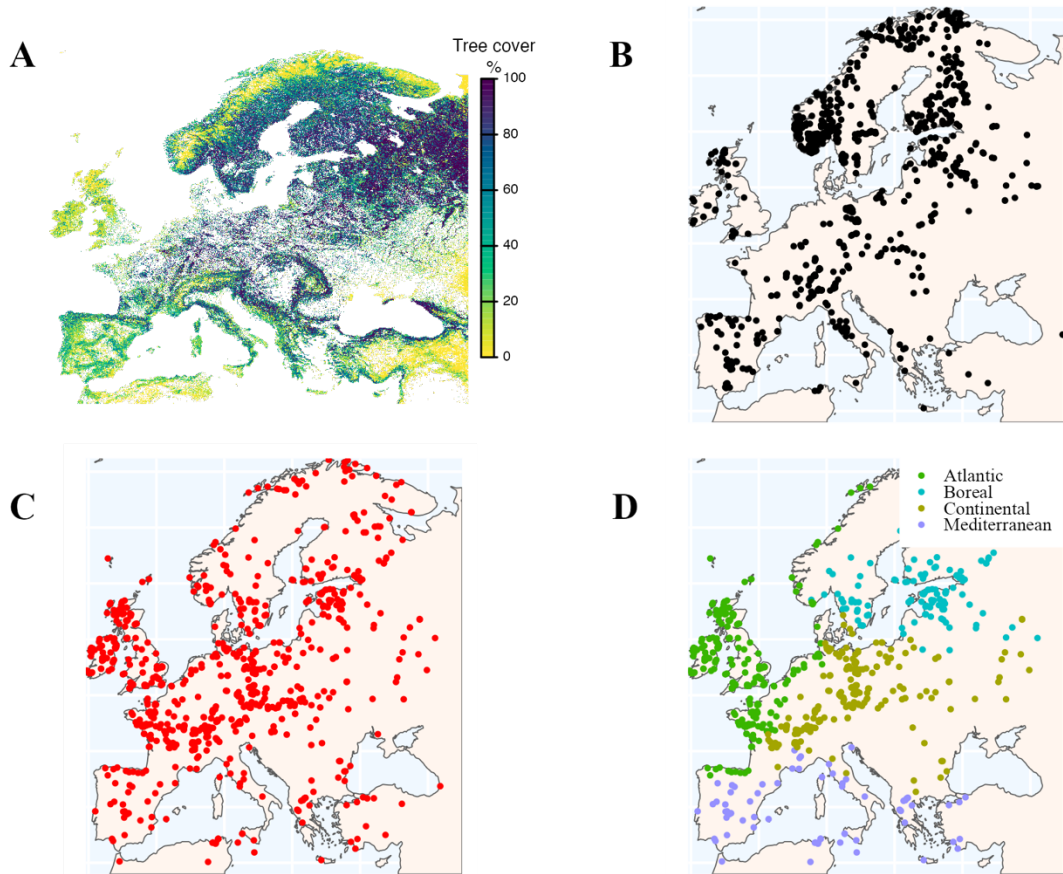 A
Tree cover
%
100
80
60
40
20
0
B
C
D
Atlantic
Boreal
Continental
Mediterranean